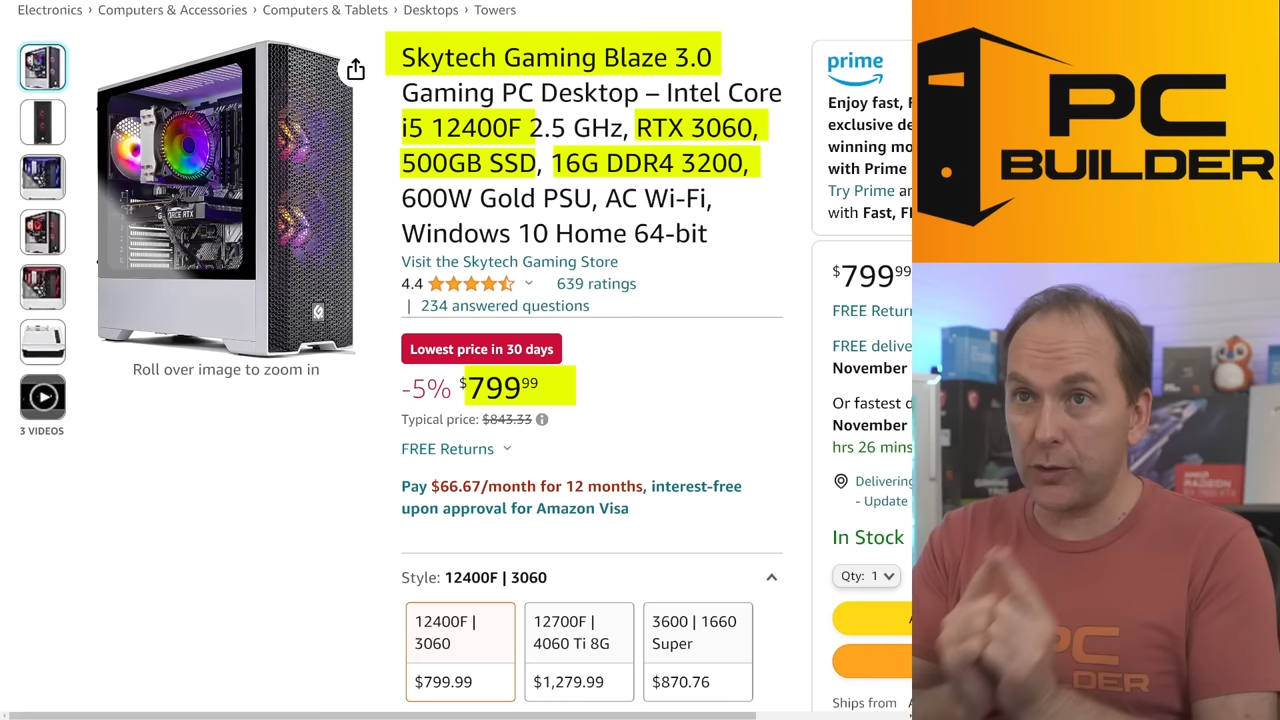 Electronics › Computers & Accessories › Computers & Tablets › Desktops › Towers
Skytech Gaming Blaze 3.0
Gaming PC Desktop – Intel Core
i5 12400F 2.5 GHz, RTX 3060,
500GB SSD, 16G DDR4 3200,
600W Gold PSU, AC Wi-Fi,
Windows 10 Home 64-bit
Visit the Skytech Gaming Store
4.4 639 ratings
| 234 answered questions
Lowest price in 30 days
-5% $799.99
Typical price: $843.33
FREE Returns
Pay $66.67/month for 12 months, interest-free
upon approval for Amazon Visa
Style: 12400F | 3060
12400F |
3060
$799.99
12700F |
4060 Ti 8G
$1,279.99
3600 | 1660
Super
$870.76
GEFORCE RTX
Roll over image to zoom in
3 VIDEOS
prime
Enjoy fast,
exclusive
winning
with Prime
Try Prime
with Fast,
$799.99
FREE
FREE
November
Or fastest
November
hrs 26 mins
Delivering
- Update
In Stock
Qty: 1
Ships from
PC
BUILDER
AMD
RADEON
PC
DER